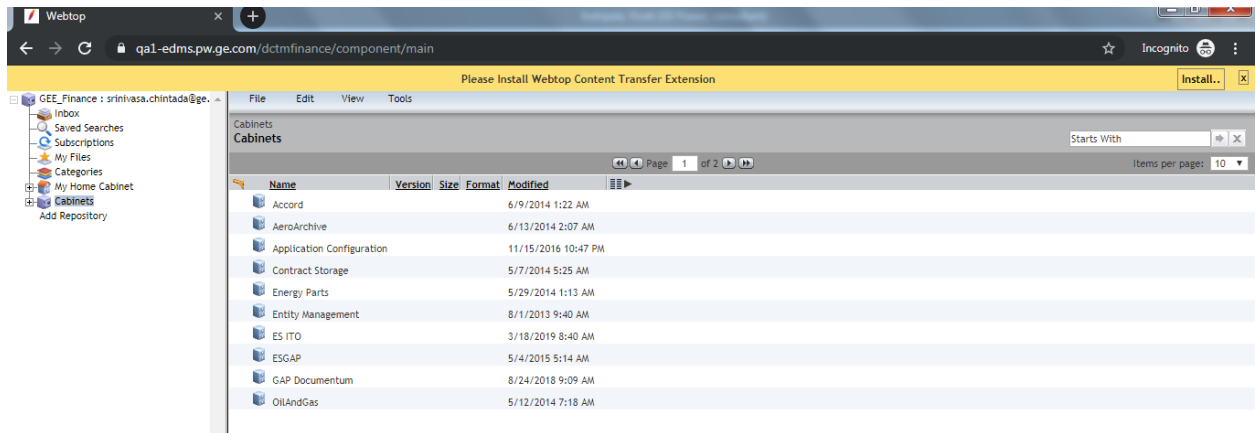 Webtop
qa1-edms.pw.ge.com/dctmfinance/component/main
Incognito
Please Install Webtop Content Transfer Extension
Install..
x
GEE_Finance : srinivasa.chintada@ge.
Inbox
Saved Searches
Subscriptions
My Files
Categories
My Home Cabinet
Cabinets
Add Repository
File Edit View Tools
Cabinets
Cabinets
Starts With
Page 1 of 2
Items per page: 10
Name Version Size Format Modified
Accord 6/9/2014 1:22 AM
AeroArchive 6/13/2014 2:07 AM
Application Configuration 11/15/2016 10:47 PM
Contract Storage 5/7/2014 5:25 AM
Energy Parts 5/29/2014 1:13 AM
Entity Management 8/1/2013 9:40 AM
ES ITO 3/18/2019 8:40 AM
ESGAP 5/4/2015 5:14 AM
GAP Documentum 8/24/2018 9:09 AM
OilAndGas 5/12/2014 7:18 AM